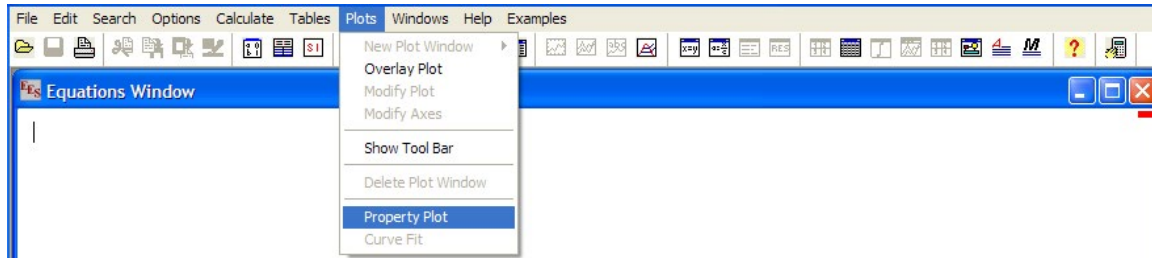 File Edit Search Options Calculate Tables Plots Windows Help Examples
New Plot Window
Overlay Plot
Modify Plot
Modify Axes
Show Tool Bar
Delete Plot Window
Property Plot
Curve Fit
EES Equations Window